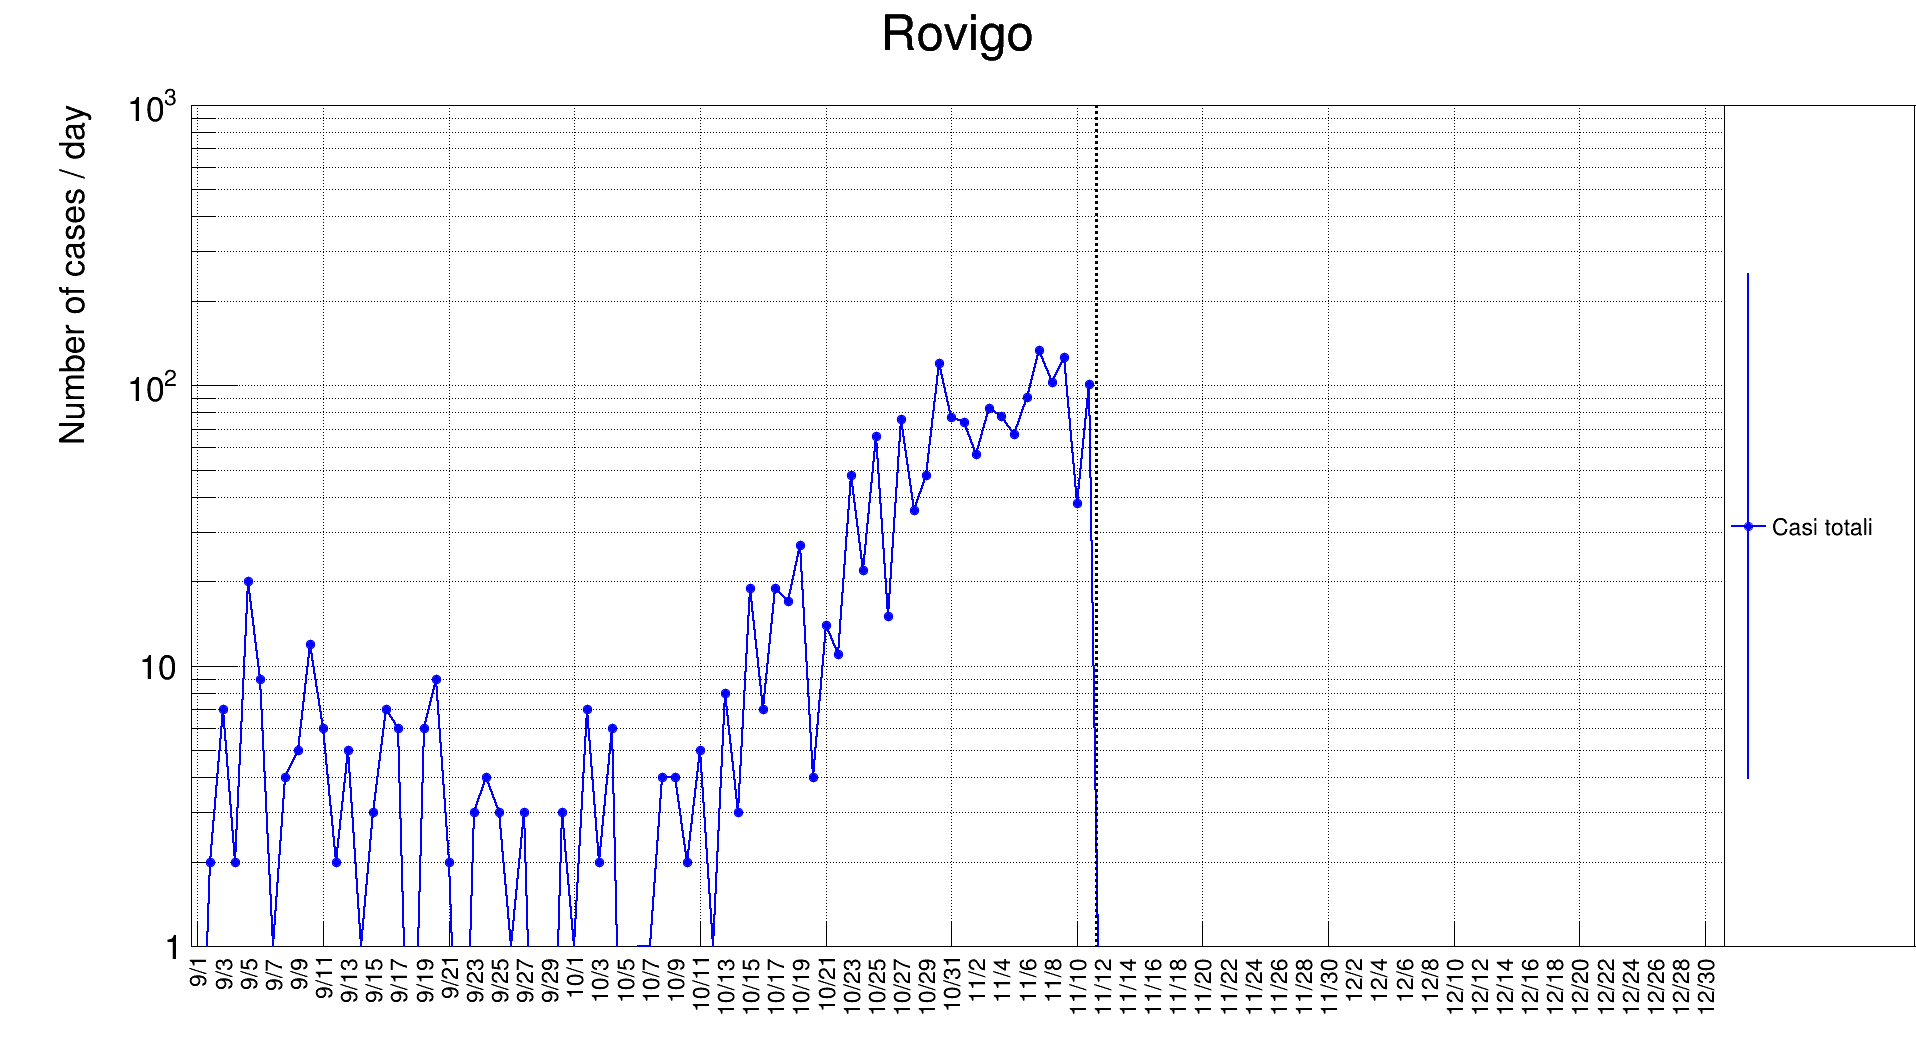 Rovigo
Number of cases / day
10³
10²
10
1
9/1 9/3 9/5 9/7 9/9 9/11 9/13 9/15 9/17 9/19 9/21 9/23 9/25 9/27 9/29 10/1 10/3 10/5 10/7 10/9 10/11 10/13 10/15 10/17 10/19 10/21 10/23 10/25 10/27 10/29 10/31 11/2 11/4 11/6 11/8 11/10 11/12 11/14 11/16 11/18 11/20 11/22 11/24 11/26 11/28 11/30 12/2 12/4 12/6 12/8 12/10 12/12 12/14 12/16 12/18 12/20 12/22 12/24 12/26 12/28 12/30
Casi totali